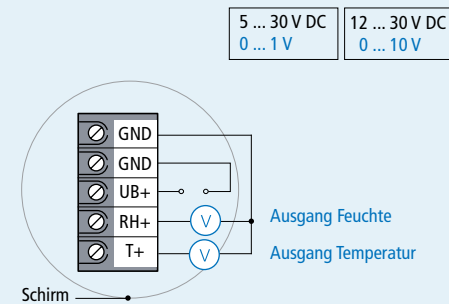 5 ... 30 V DC
0 ... 1 V
12 ... 30 V DC
0 ... 10 V
GND
GND
UB+
RH+
V
Ausgang Feuchte
T+
V
Ausgang Temperatur
Schirm